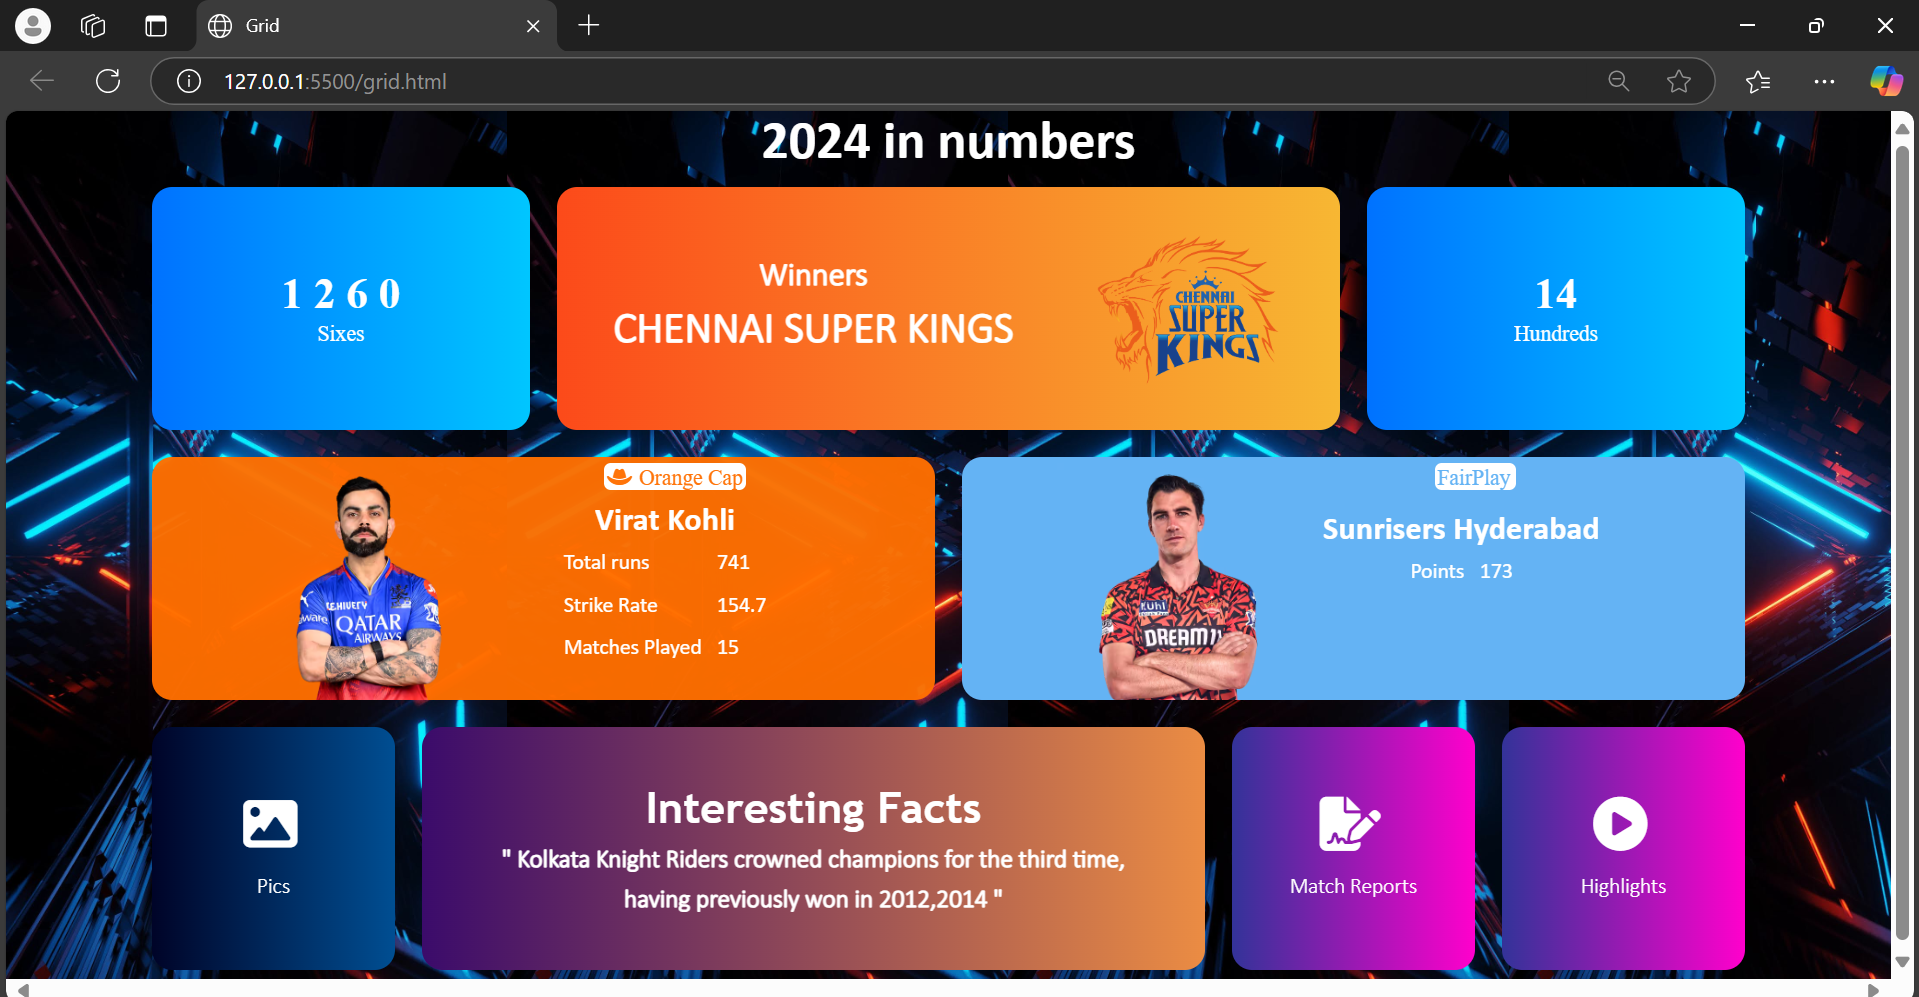 Grid
127.0.0.1:5500/grid.html
2024 in numbers
1 2 6 0
Sixes
Winners
CHENNAI SUPER KINGS
CHENNAI
SUPER
KINGS
14
Hundreds
Orange Cap
Virat Kohli
Total runs 741
Strike Rate 154.7
Matches Played 15
QATAR
AIRWAYS
FairPlay
Sunrisers Hyderabad
Points 173
KUHL
DREAM11
Pics
Interesting Facts
" Kolkata Knight Riders crowned champions for the third time,
having previously won in 2012,2014 "
Match Reports
Highlights